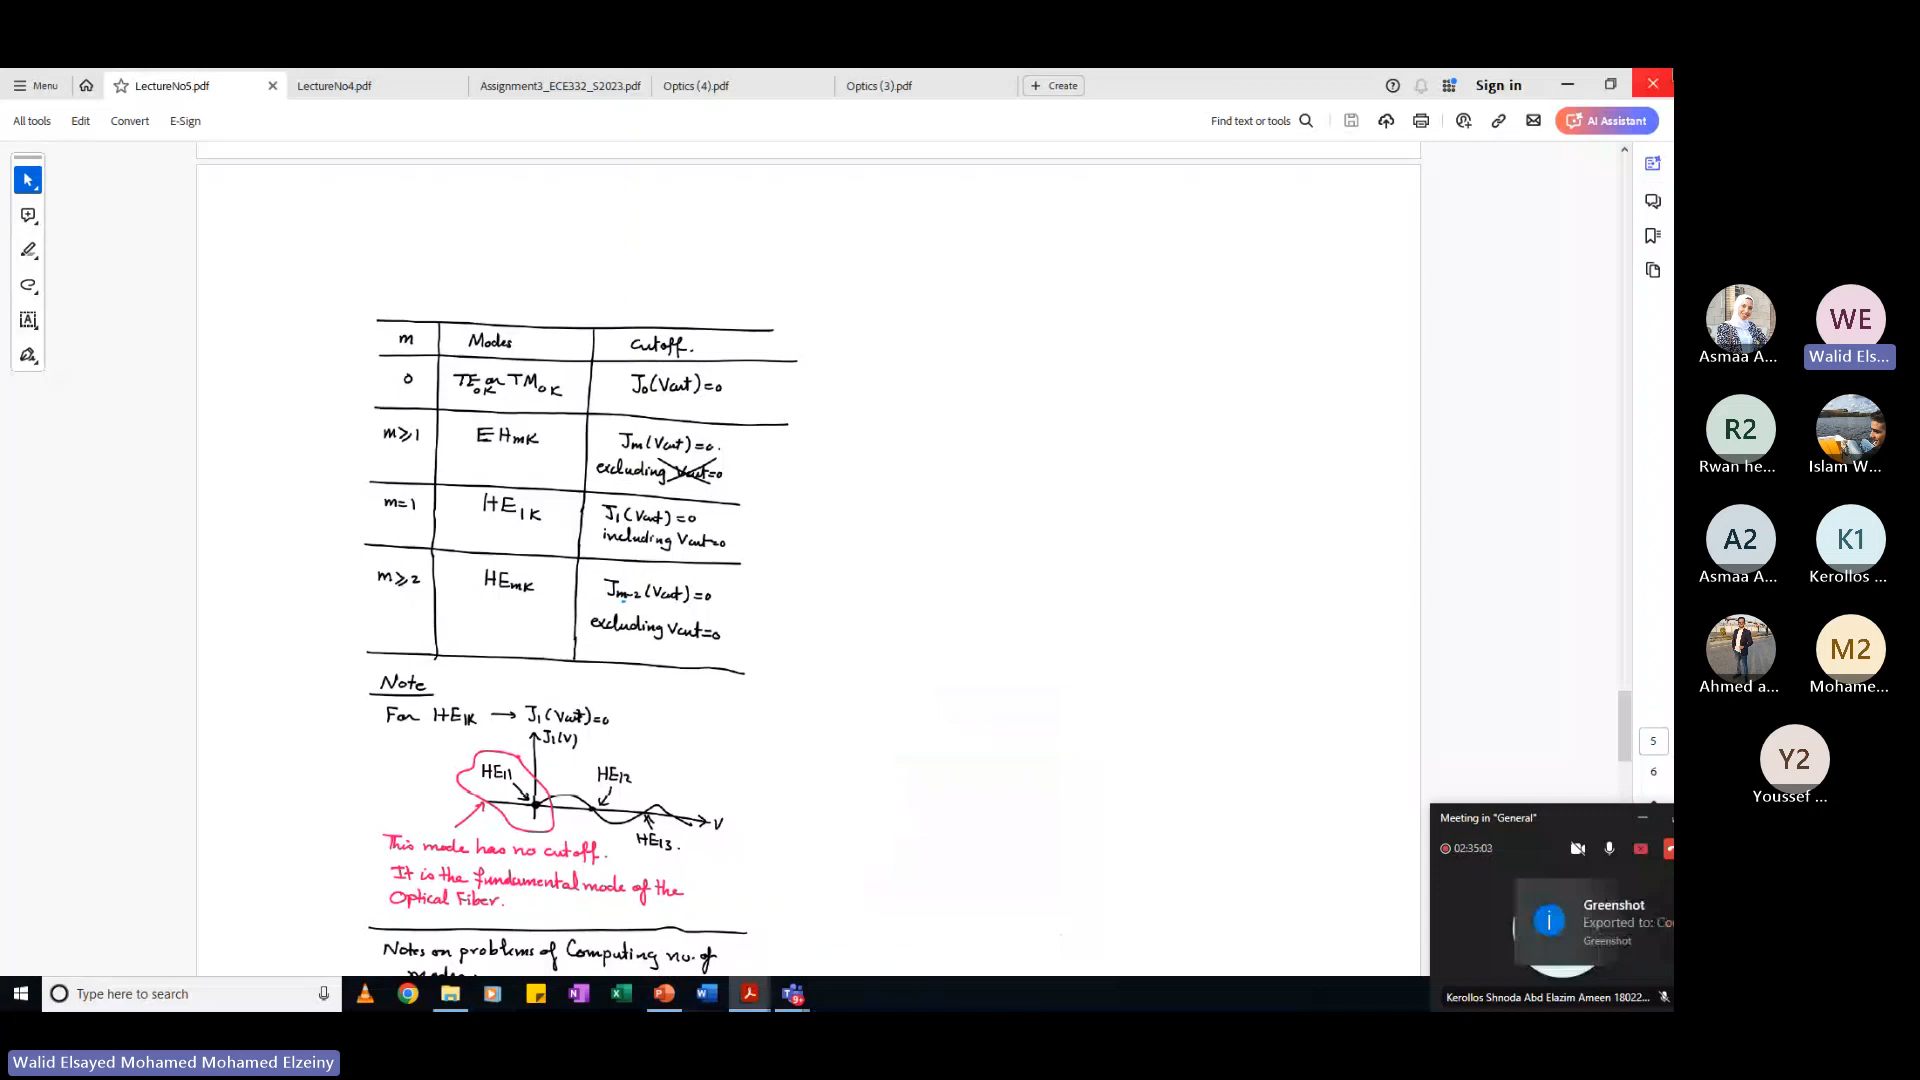 Menu
LectureNo5.pdf
LectureNo4.pdf
Assignment3_ECE332_S2023.pdf
Optics (4).pdf
Optics (3).pdf
Create
Sign in
All tools
Edit
Convert
E-Sign
Find text or tools
AI Assistant
m Modes Cutoff.
0 TE0K or TM0K J0(Vcut)=0
m≥1 EHmK Jm(Vcut)=0.
excluding Vcut=0
m=1 HE1K J1(Vcut)=0
including Vcut=0
m≥2 HEmK Jm-2(Vcut)=0
excluding Vcut=0
Note
For HE1K → J1(Vcut)=0
J1(V)
HE11
HE12
V
HE13.
This mode has no cutoff.
It is the fundamental mode of the
Optical Fiber.
Notes on problems of Computing no. of
modes
5
6
Meeting in "General"
02:35:03
Greenshot
Exported to: Co
Greenshot
Kerollos Shnoda Abd Elazim Ameen 18022...
Type here to search
Asmaa A...
WE
Walid Els...
R2
Rwan he...
Islam W...
A2
Asmaa A...
K1
Kerollos ...
Ahmed a...
M2
Mohame...
Y2
Youssef ...
Walid Elsayed Mohamed Mohamed Elzeiny